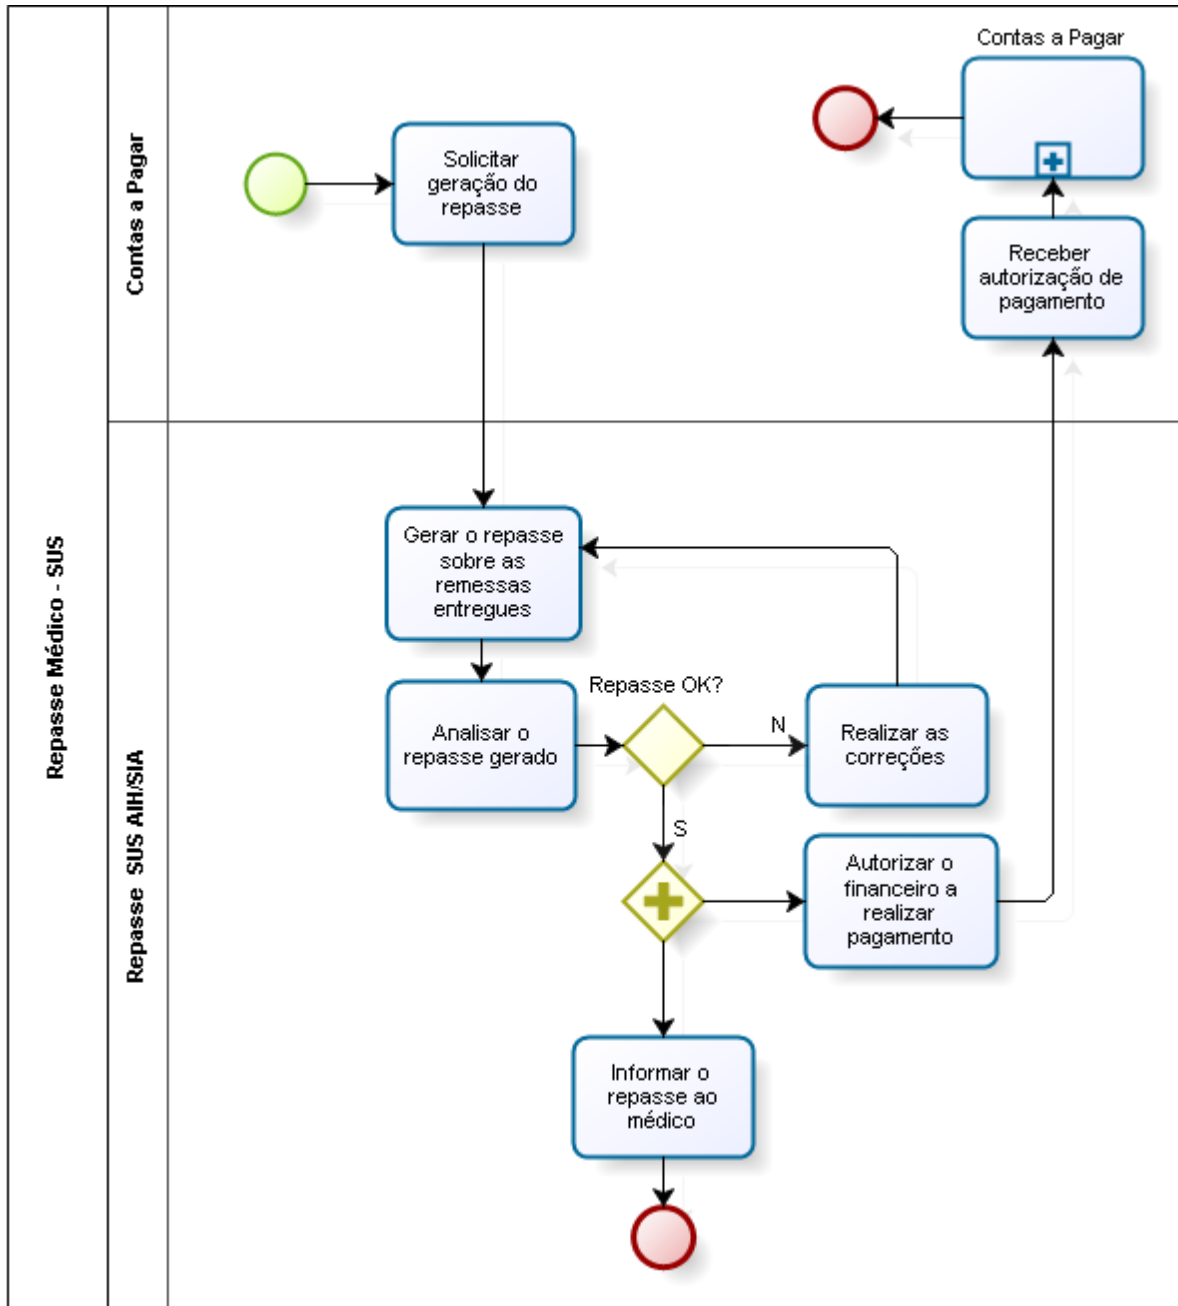 Repasse Médico - SUS
Contas a Pagar
Contas a Pagar
Solicitar
geração do
repasse
Receber
autorização de
pagamento
Repasse SUS AIH/SIA
Gerar o repasse
sobre as
remessas
entregues
Analisar o
repasse gerado
Repasse OK?
N
Realizar as
correções
S
Autorizar o
financeiro a
realizar
pagamento
Informar o
repasse ao
médico